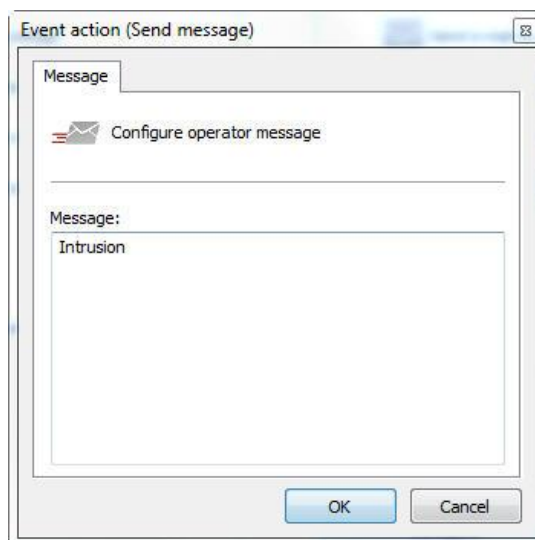 Event action (Send message)
Message
Configure operator message
Message:
Intrusion
OK
Cancel